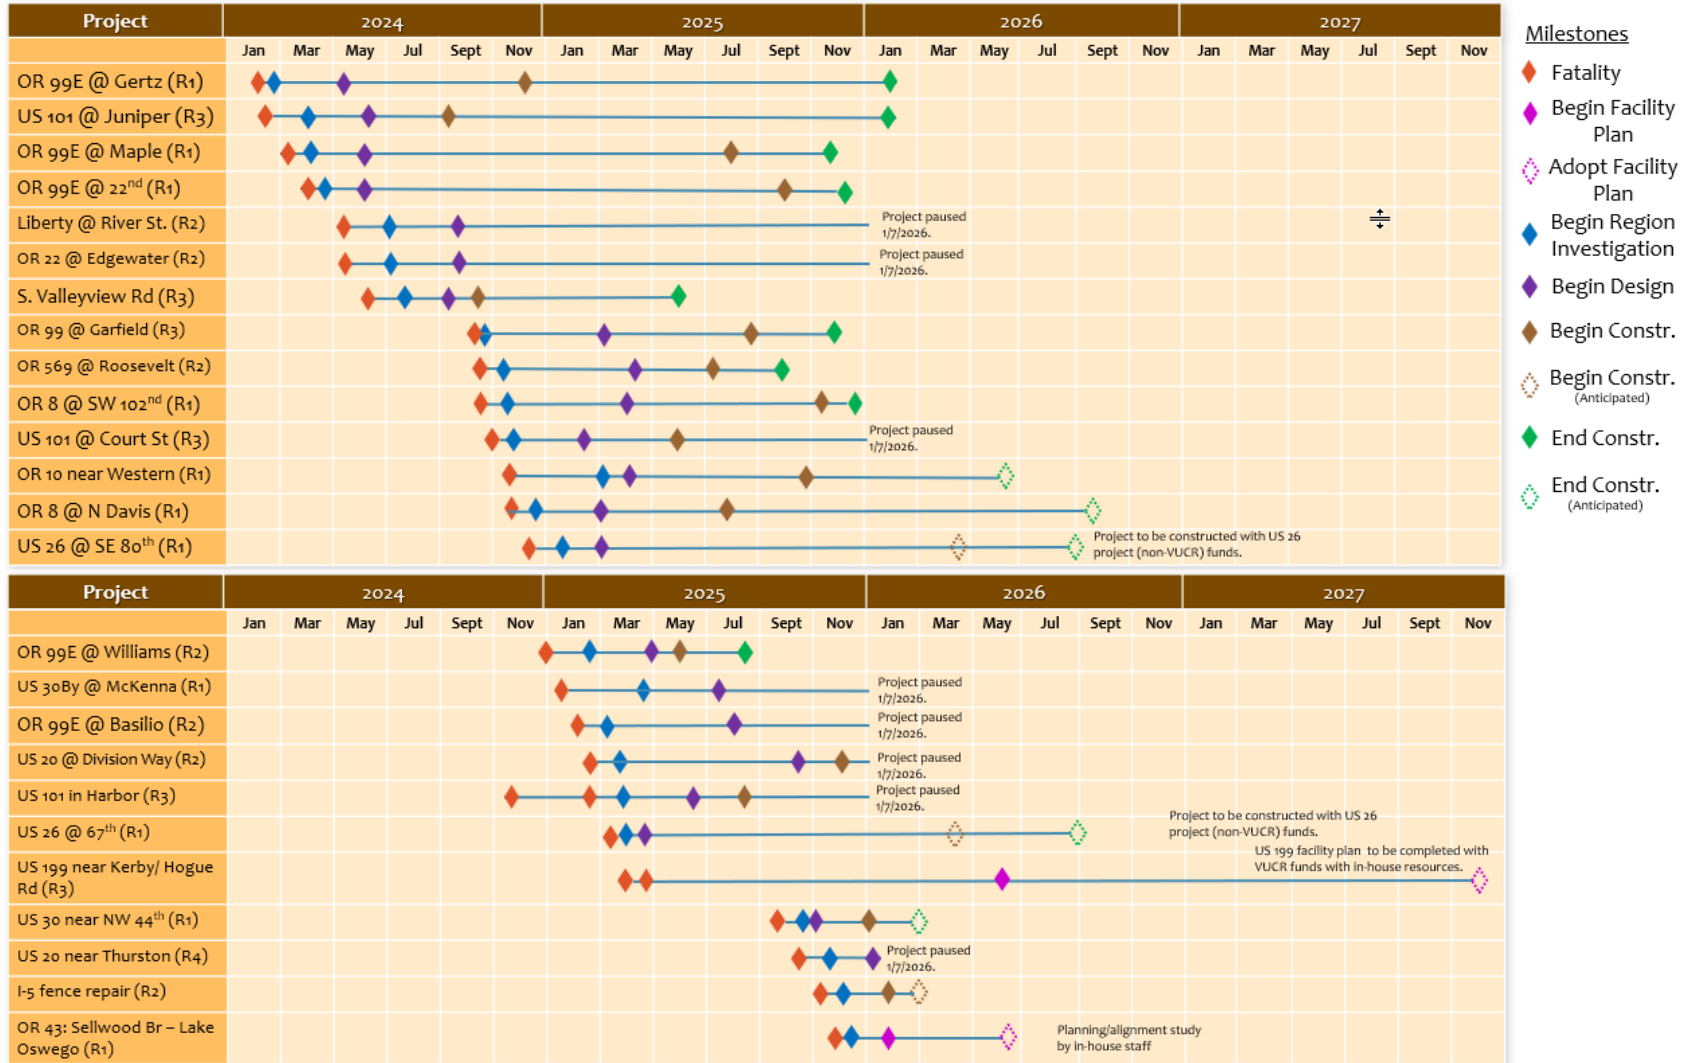 Project 2024 2025 2026 2027
Jan Mar May Jul Sept Nov Jan Mar May Jul Sept Nov Jan Mar May Jul Sept Nov Jan Mar May Jul Sept Nov
OR 99E @ Gertz (R1)
US 101 @ Juniper (R3)
OR 99E @ Maple (R1)
OR 99E @ 22nd (R1)
Liberty @ River St. (R2)
Project paused
1/7/2026.
OR 22 @ Edgewater (R2)
Project paused
1/7/2026.
S. Valleyview Rd (R3)
OR 99 @ Garfield (R3)
OR 569 @ Roosevelt (R2)
OR 8 @ SW 102nd (R1)
US 101 @ Court St (R3)
Project paused
1/7/2026.
OR 10 near Western (R1)
OR 8 @ N Davis (R1)
US 26 @ SE 80th (R1)
Project to be constructed with US 26
project (non-VUCR) funds.
Milestones
Fatality
Begin Facility
Plan
Adopt Facility
Plan
Begin Region
Investigation
Begin Design
Begin Constr.
Begin Constr.
(Anticipated)
End Constr.
End Constr.
(Anticipated)
Project 2024 2025 2026 2027
Jan Mar May Jul Sept Nov Jan Mar May Jul Sept Nov Jan Mar May Jul Sept Nov Jan Mar May Jul Sept Nov
OR 99E @ Williams (R2)
US 30By @ McKenna (R1)
Project paused
1/7/2026.
OR 99E @ Basilio (R2)
Project paused
1/7/2026.
US 20 @ Division Way (R2)
Project paused
1/7/2026.
US 101 in Harbor (R3)
Project paused
1/7/2026.
US 26 @ 67th (R1)
Project to be constructed with US 26
project (non-VUCR) funds.
US 199 near Kerby/ Hogue
Rd (R3)
US 199 facility plan to be completed with
VUCR funds with in-house resources.
US 30 near NW 44th (R1)
US 20 near Thurston (R4)
Project paused
1/7/2026.
I-5 fence repair (R2)
OR 43: Sellwood Br – Lake
Oswego (R1)
Planning/alignment study
by in-house staff